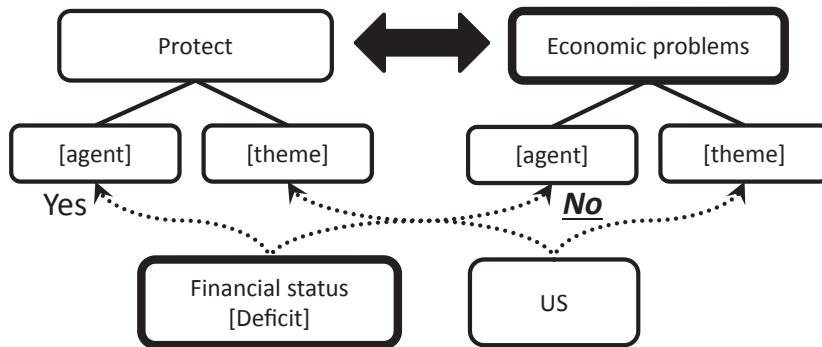 Protect
Economic problems
[agent]
[theme]
[agent]
[theme]
Yes
No
Financial status
[Deficit]
US